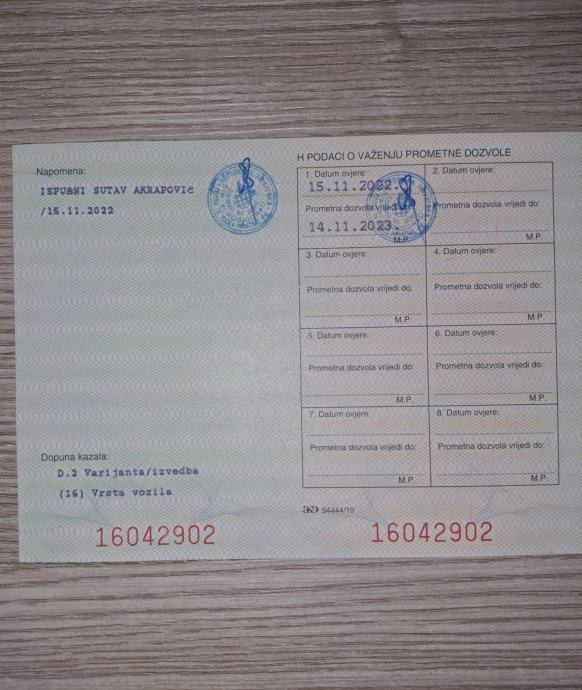 Napomena:
ISPUŠNI SUTAV AKRAPOVIć
/15.11.2022
Dopuna kazala:
D.2 Varijanta/izvedba
(16) Vrsta vozila
16042902
H PODACI O VAŽENJU PROMETNE DOZVOLE
1. Datum ovjere:
15.11.2022.
Prometna dozvola vrijedi do:
14.11.2023.
M.P.
2. Datum ovjere:
Prometna dozvola vrijedi do:
M.P.
3. Datum ovjere:
Prometna dozvola vrijedi do:
M.P.
4. Datum ovjere:
Prometna dozvola vrijedi do:
M.P.
5. Datum ovjere:
Prometna dozvola vrijedi do:
M.P.
6. Datum ovjere:
Prometna dozvola vrijedi do:
M.P.
7. Datum ovjere:
Prometna dozvola vrijedi do:
M.P.
8. Datum ovjere:
Prometna dozvola vrijedi do:
M.P.
AKD 54444/10
16042902